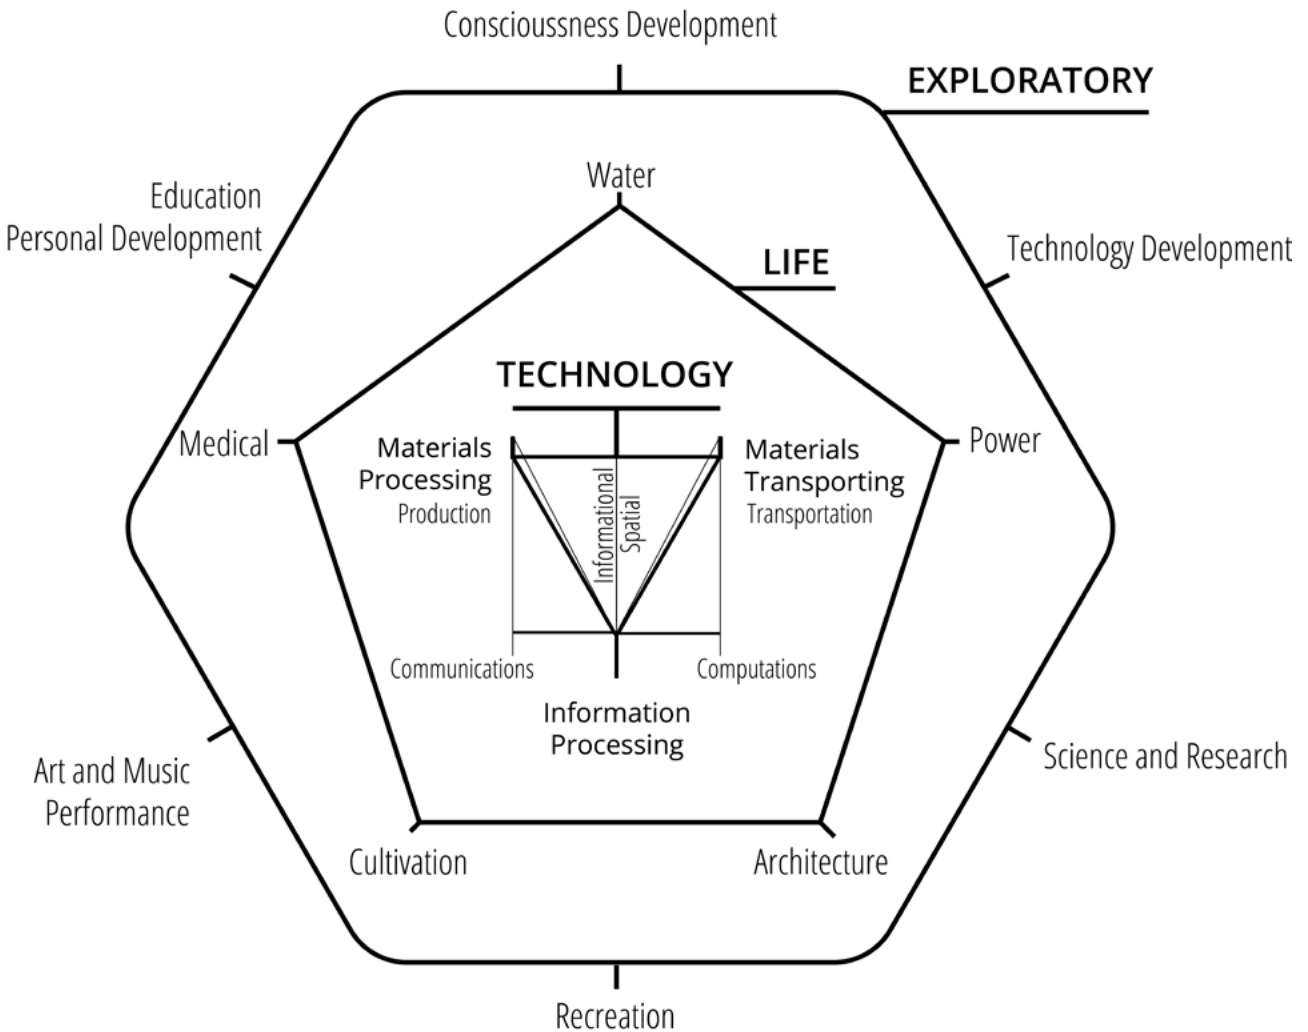 Consciousness Development
EXPLORATORY
Education
Personal Development
Water
Technology Development
LIFE
TECHNOLOGY
Medical
Materials
Processing
Production
Informational
Spatial
Materials
Transporting
Transportation
Power
Communications
Computations
Information
Processing
Art and Music
Performance
Science and Research
Cultivation
Architecture
Recreation